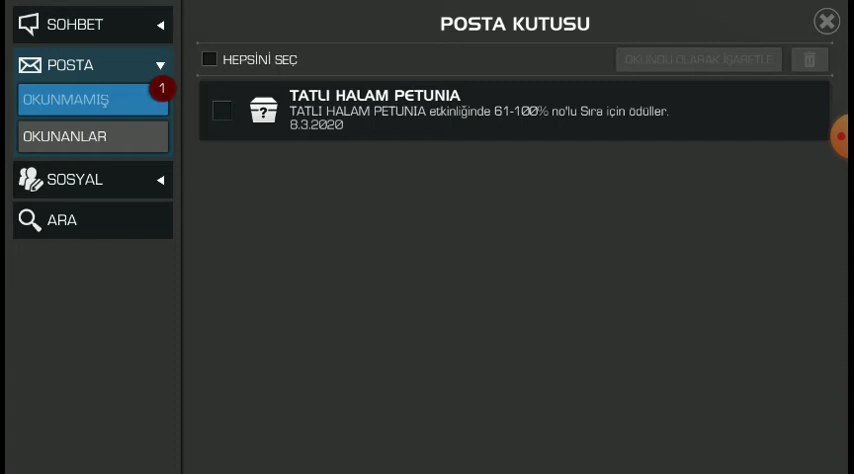 SOHBET
POSTA
1
OKUNMAMIŞ
OKUNANLAR
SOSYAL
ARA
POSTA KUTUSU
HEPSİNİ SEÇ
OKUNDU OLARAK İŞARETLE
TATLI HALAM PETUNIA
TATLI HALAM PETUNIA etkinliğinde 61-100% no'lu Sıra için ödüller.
8.3.2020